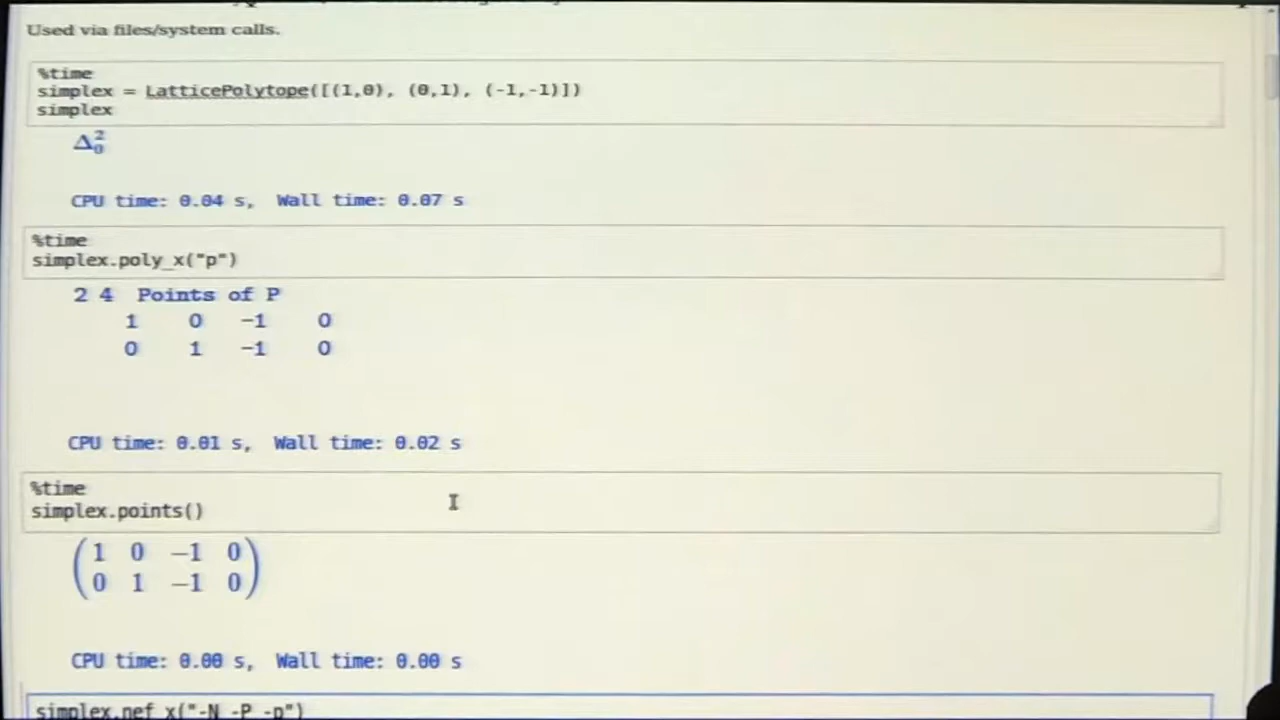 Used via files/system calls.
%time
simplex = LatticePolytope([(1,0), (0,1), (-1,-1)])
simplex
Δ²₀
CPU time: 0.04 s, Wall time: 0.07 s
%time
simplex.poly_x("p")
2 4 Points of P
1 0 -1 0
0 1 -1 0
CPU time: 0.01 s, Wall time: 0.02 s
%time
simplex.points()
(1 0 −1 0
0 1 −1 0)
CPU time: 0.00 s, Wall time: 0.00 s
simplex.nef_x("-N -P -p")